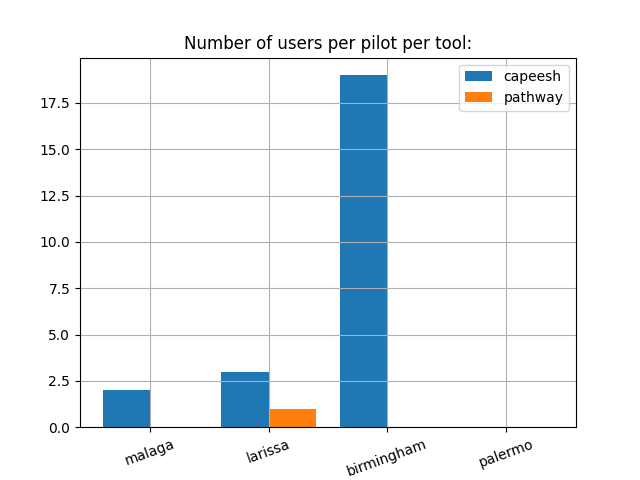 Number of users per pilot per tool:
capeesh
pathway
17.5
15.0
12.5
10.0
7.5
5.0
2.5
0.0
malaga
larissa
birmingham
palermo